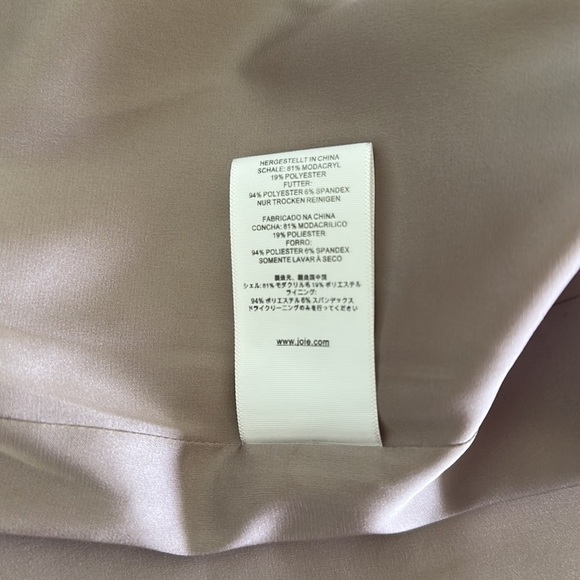 HERGESTELLT IN CHINA
SCHALE: 81% MODACRYL
19% POLYESTER
FUTTER:
94% POLYESTER 6% SPANDEX
NUR TROCKEN REINIGEN
FABRICADO NA CHINA
CONCHA: 81% MODACRILICO
19% POLIESTER
FORRO:
94% POLIESTER 6% SPANDEX
SOMENTE LAVAR À SECO
シェル: 81% モダクリル毛 19% ポリエステル
ライニング:
94% ポリエステル 6% スパンデックス
ドライクリーニングのみを行ってください
www.joie.com